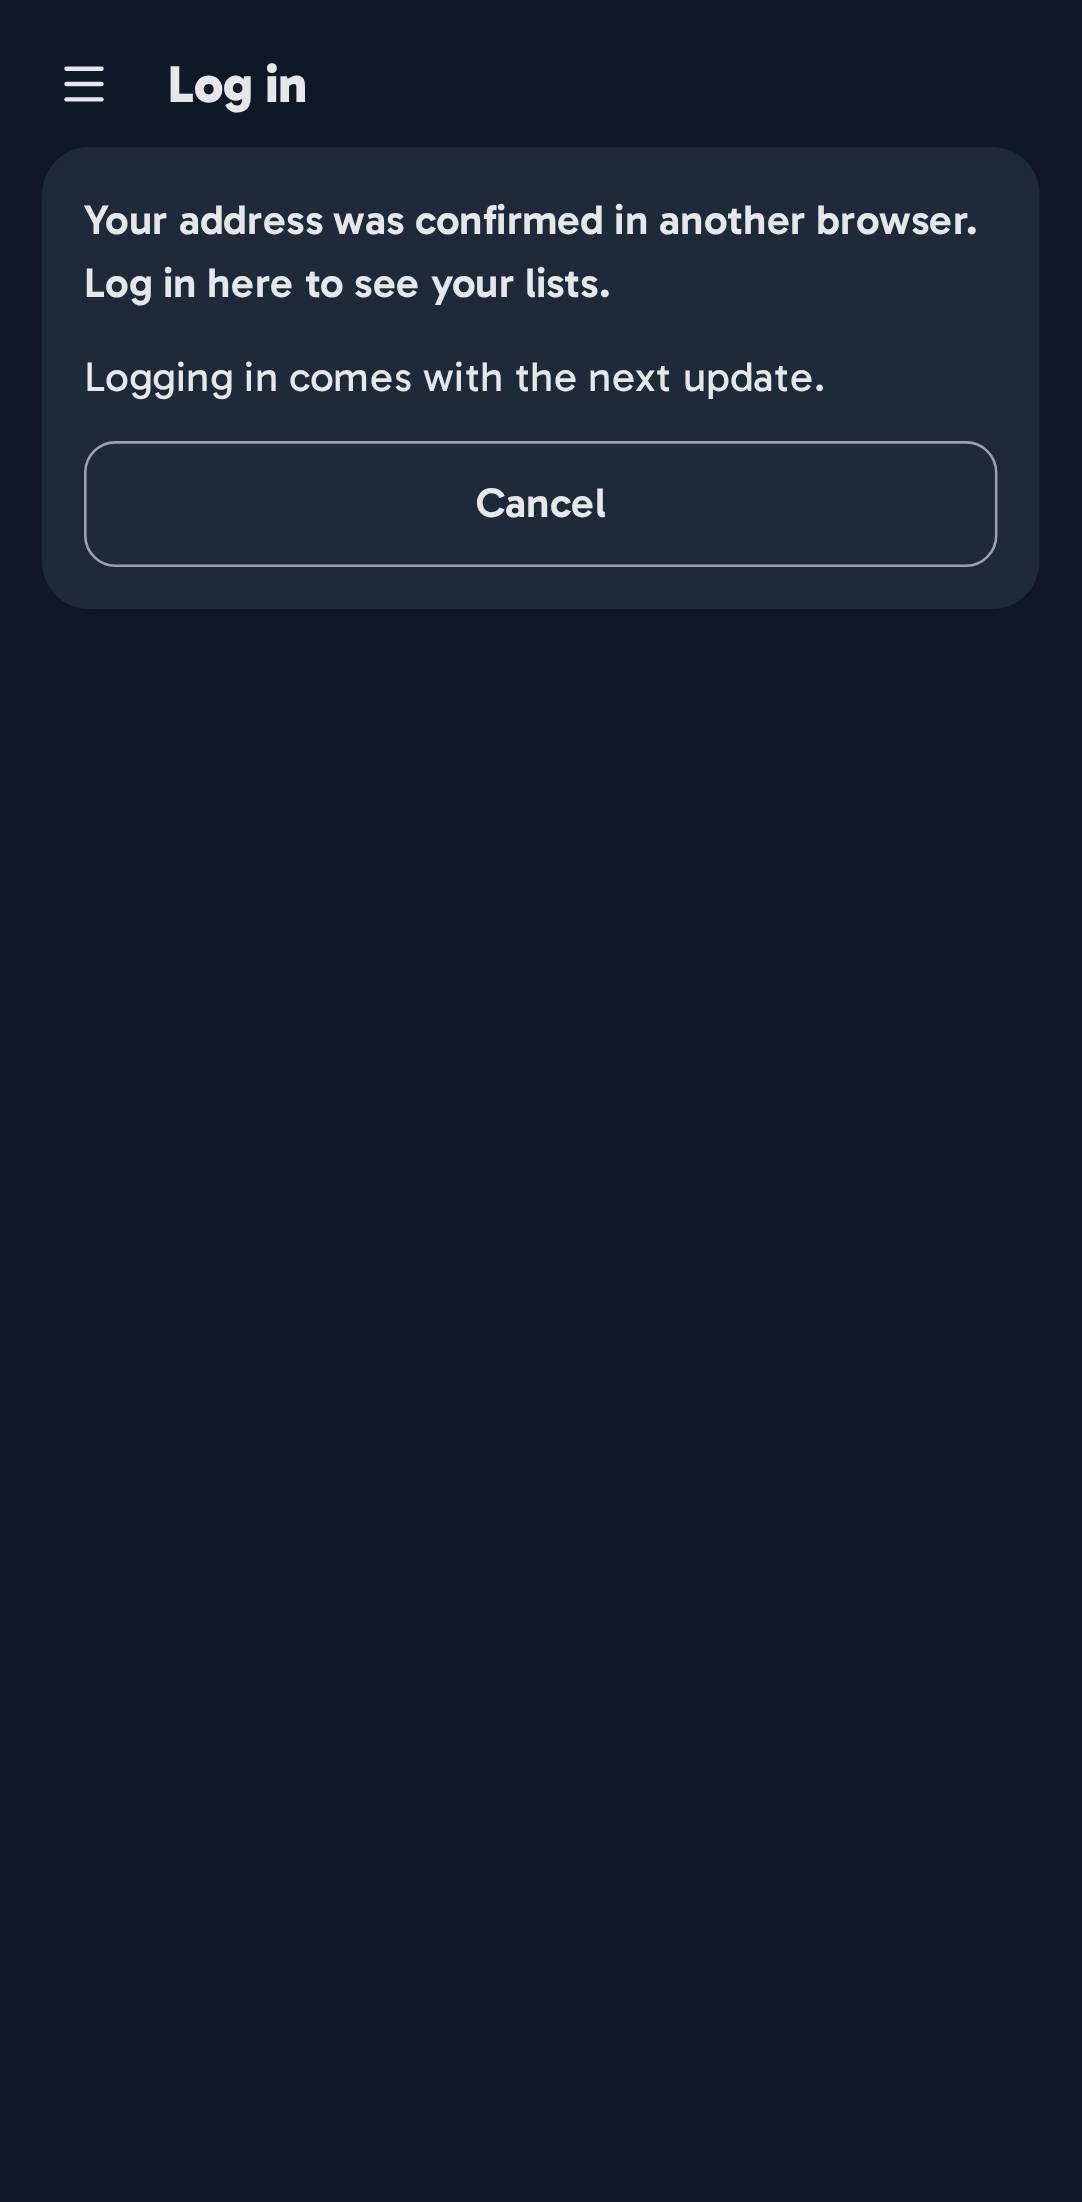 Log in
Your address was confirmed in another browser.
Log in here to see your lists.
Logging in comes with the next update.
Cancel